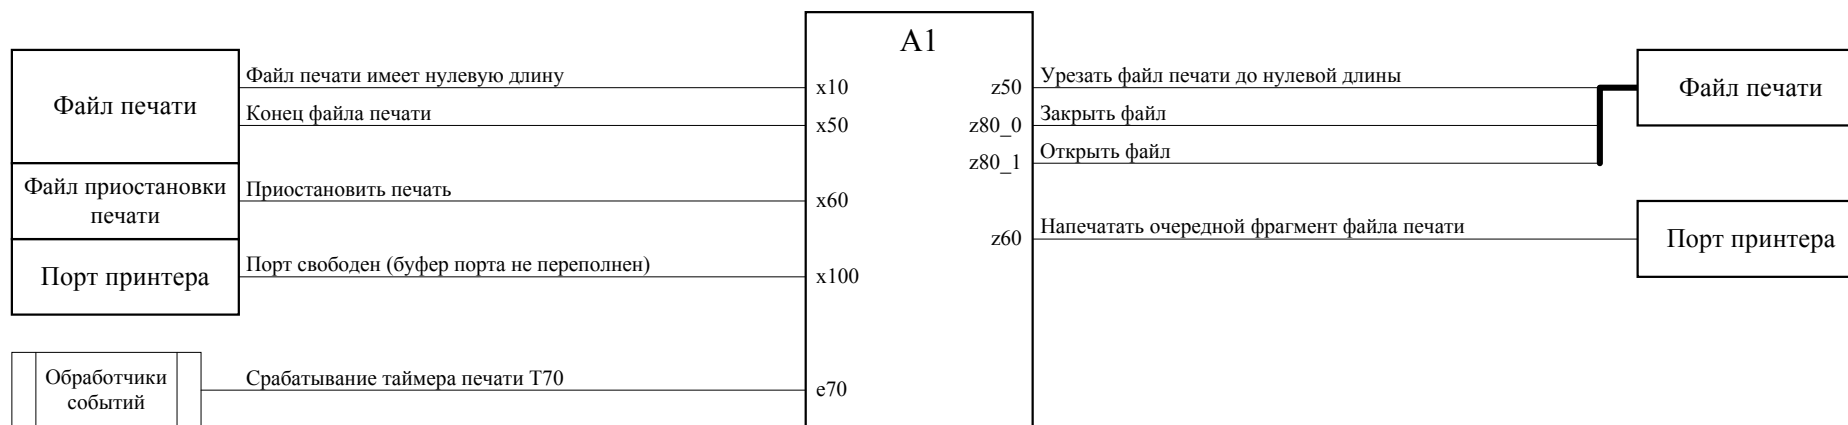 A1
Файл печати
Файл печати имеет нулевую длину
x10
Конец файла печати
x50
Файл приостановки
печати
Приостановить печать
x60
Порт принтера
Порт свободен (буфер порта не переполнен)
x100
Обработчики
событий
Срабатывание таймера печати T70
e70
z50
Урезать файл печати до нулевой длины
z80_0
Закрыть файл
z80_1
Открыть файл
Файл печати
z60
Напечатать очередной фрагмент файла печати
Порт принтера